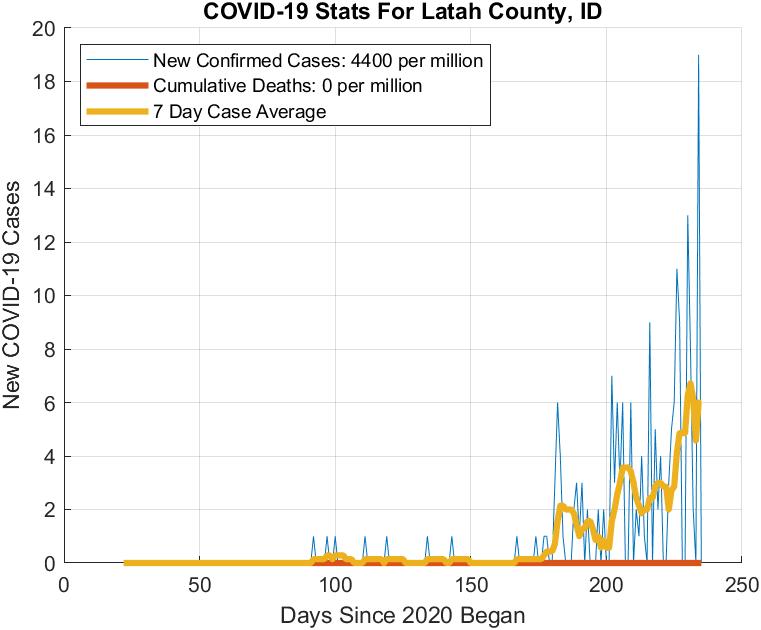 COVID-19 Stats For Latah County, ID
New Confirmed Cases: 4400 per million
Cumulative Deaths: 0 per million
7 Day Case Average
New COVID-19 Cases
20
18
16
14
12
10
8
6
4
2
0
0 50 100 150 200 250
Days Since 2020 Began